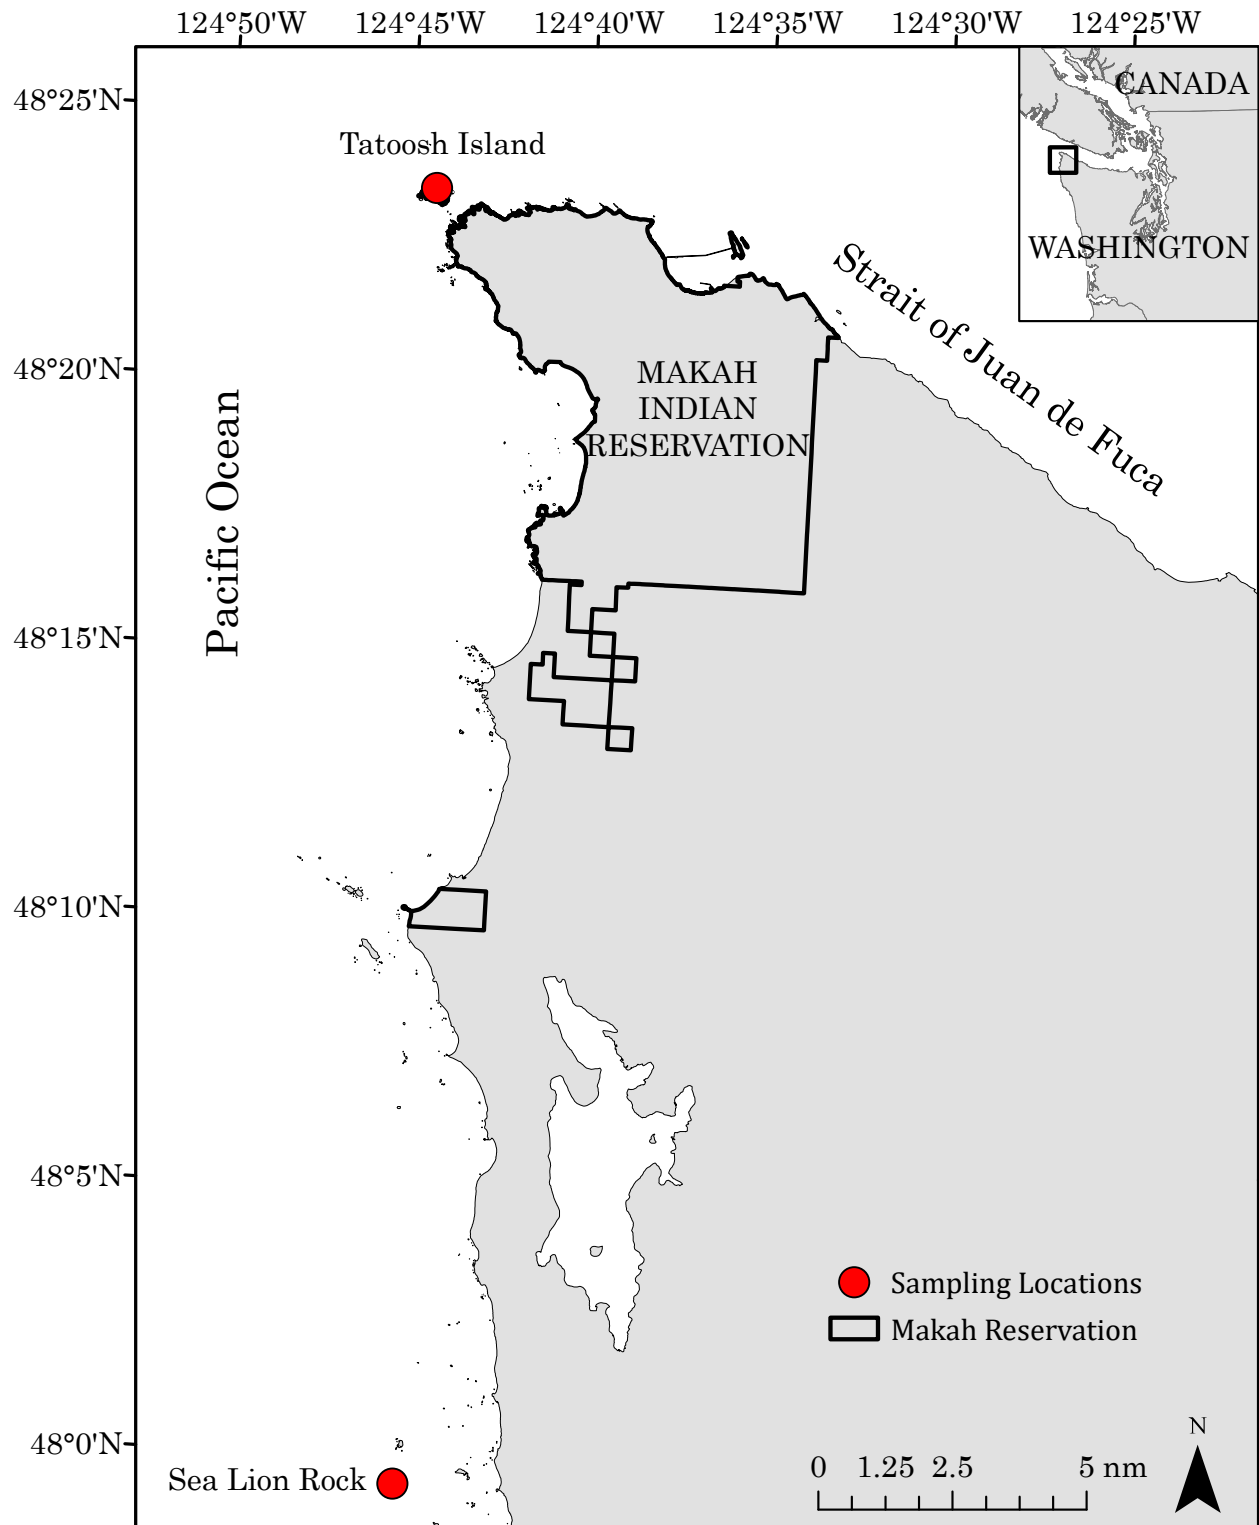 124°50'W 124°45'W 124°40'W 124°35'W 124°30'W 124°25'W
48°25'N
CANADA
Tatoosh Island
WASHINGTON
Strait of Juan de Fuca
48°20'N
MAKAH
INDIAN
RESERVATION
Pacific Ocean
48°15'N
48°10'N
48°5'N
Sampling Locations
Makah Reservation
48°0'N
N
0 1.25 2.5 5 nm
Sea Lion Rock